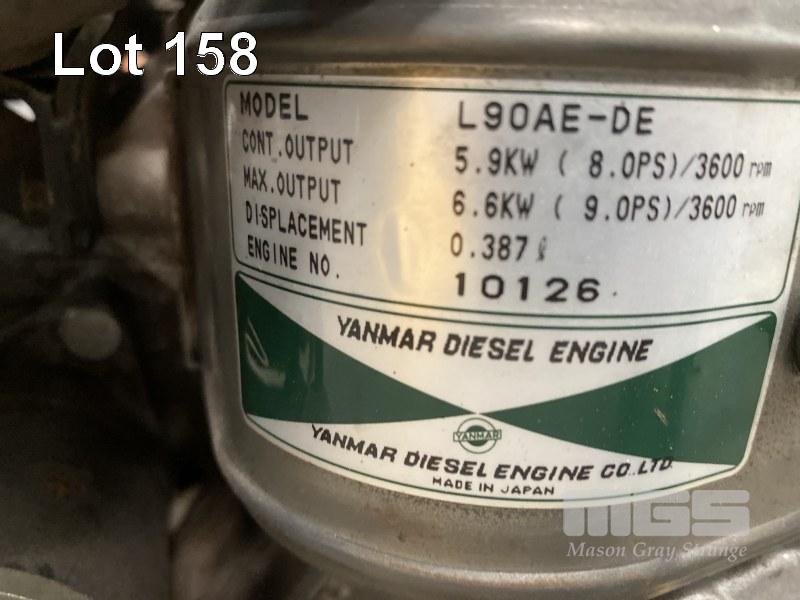 Lot 158
MODEL L90AE-DE
CONT.OUTPUT 5.9KW ( 8.0PS)/3600 rpm
MAX.OUTPUT 6.6KW ( 9.0PS)/3600 rpm
DISPLACEMENT 0.387 ℓ
ENGINE NO. 10126
YANMAR DIESEL ENGINE
YANMAR
YANMAR DIESEL ENGINE CO.,LTD.
MADE IN JAPAN
MGS
Mason Gray Strange